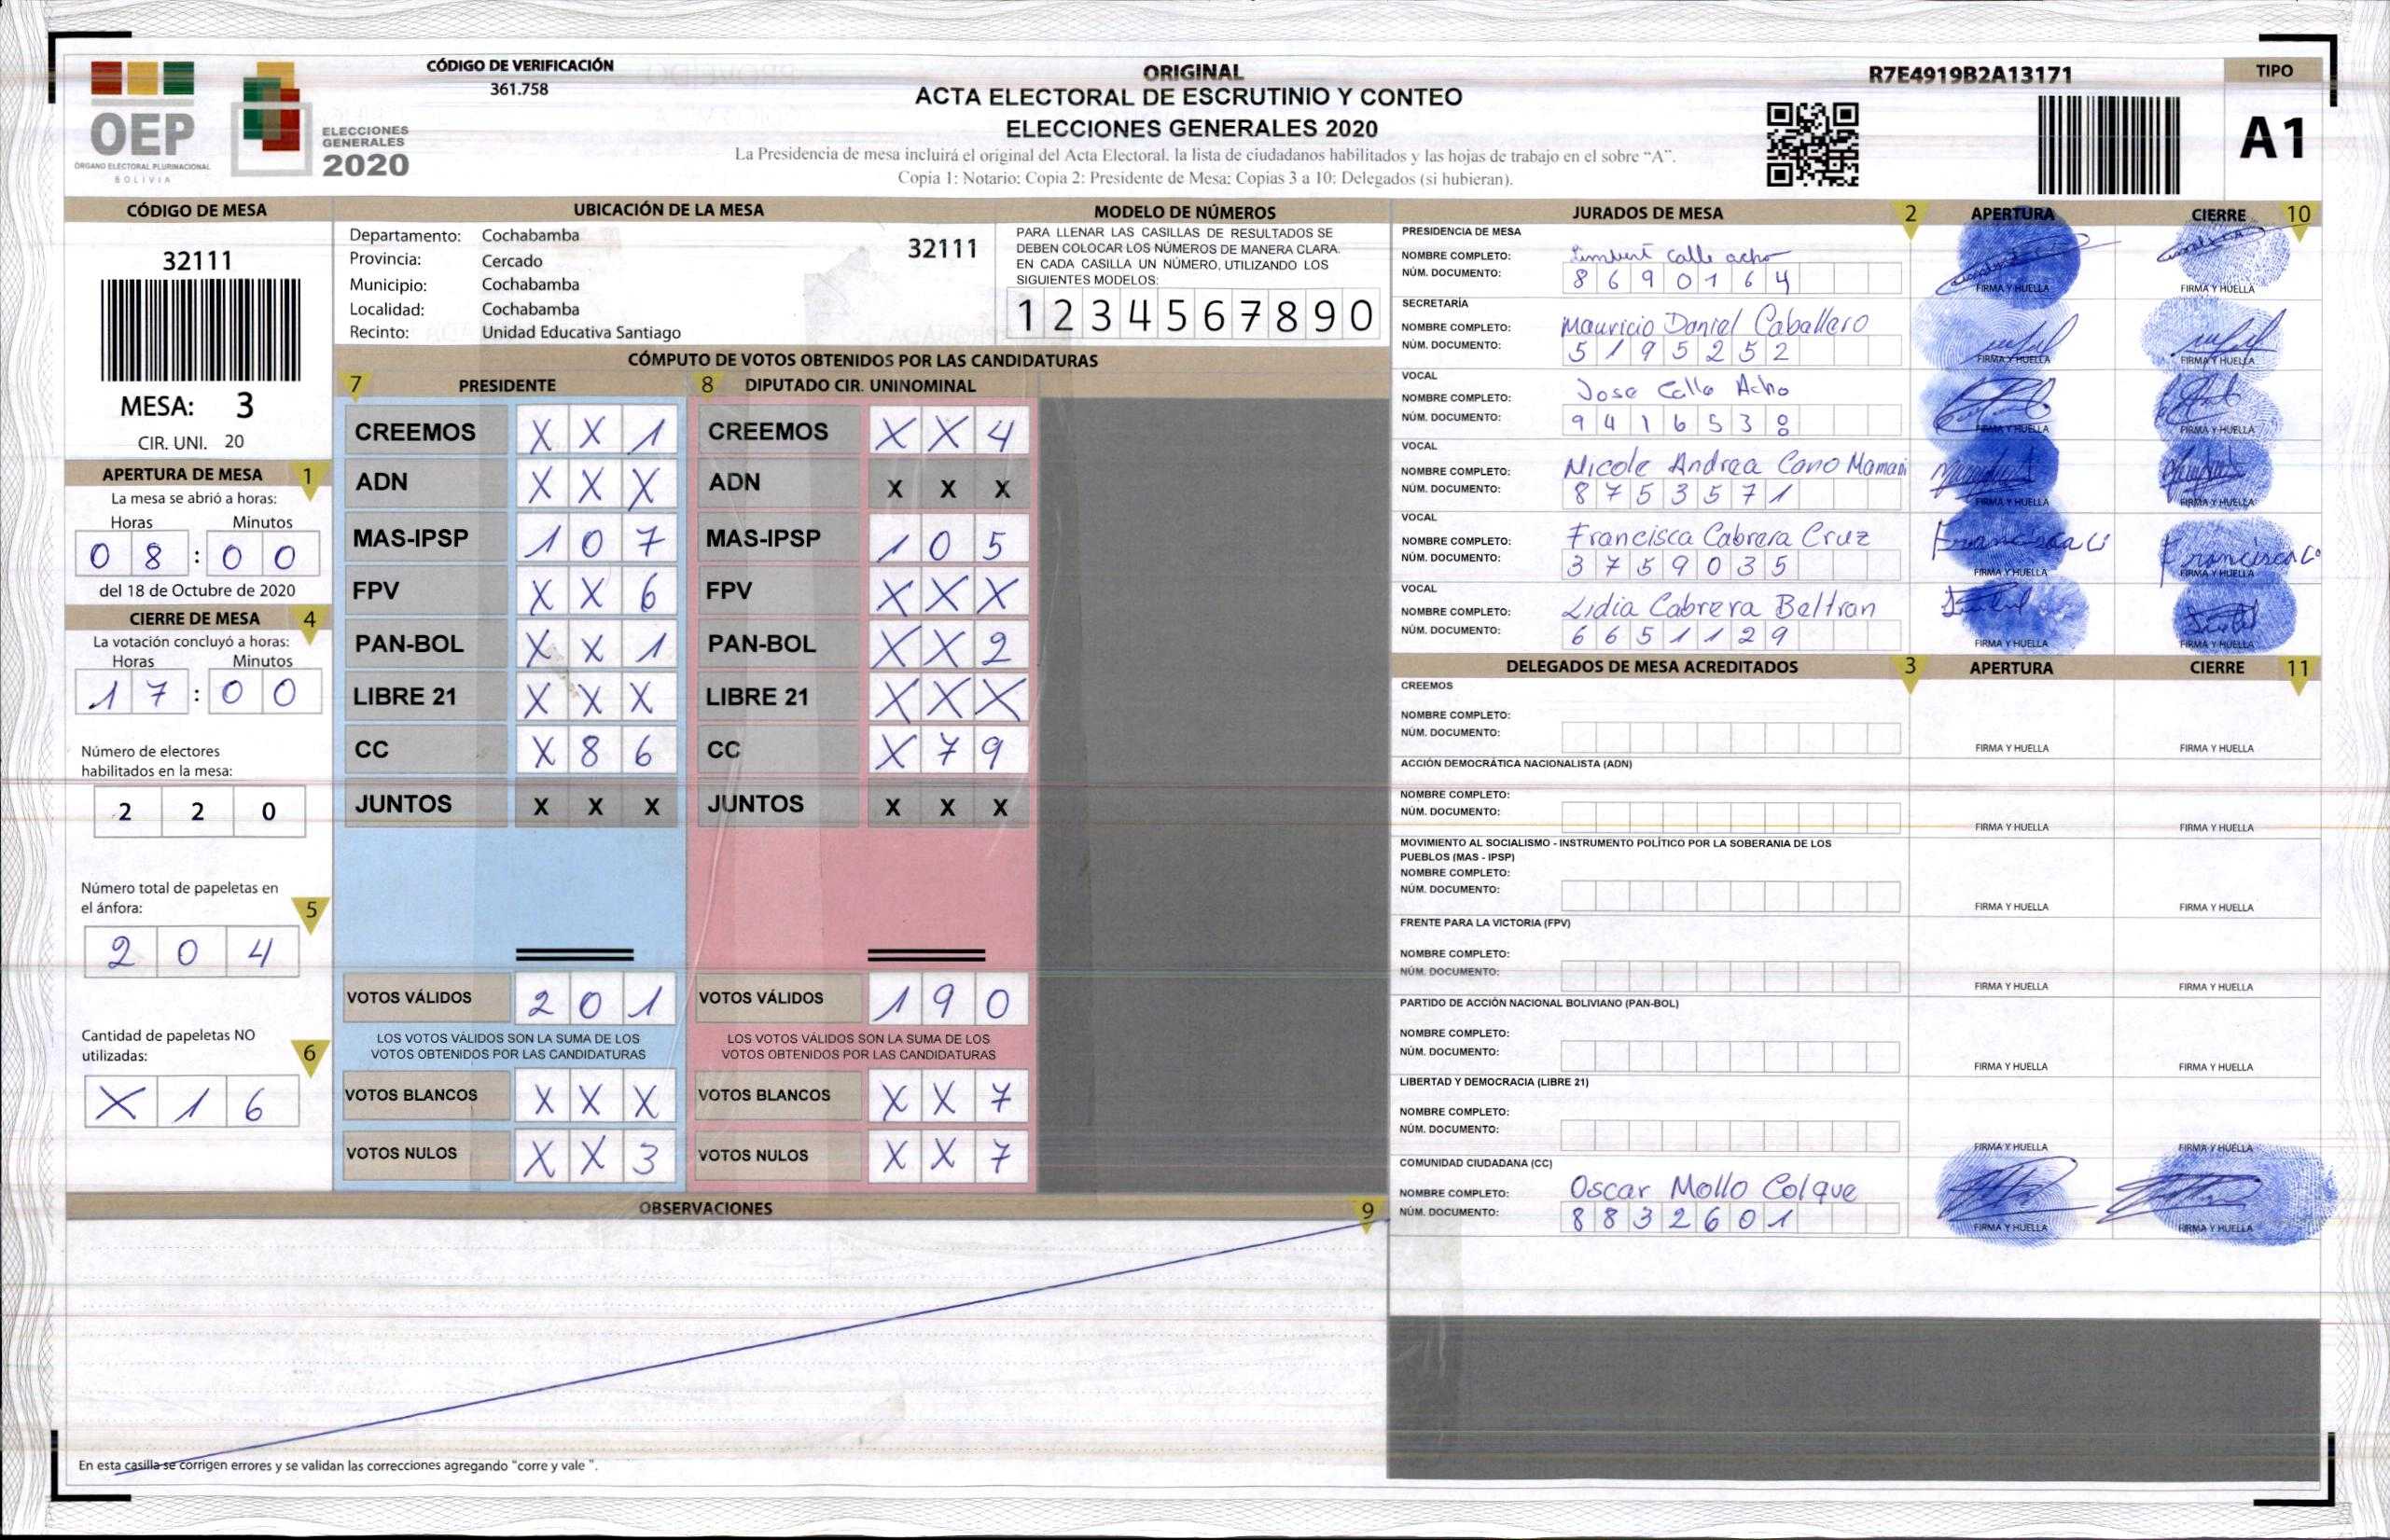 OEP
ÓRGANO ELECTORAL PLURINACIONAL
BOLIVIA
ELECCIONES
GENERALES
2020
CÓDIGO DE VERIFICACIÓN
361.758
ORIGINAL
ACTA ELECTORAL DE ESCRUTINIO Y CONTEO
ELECCIONES GENERALES 2020
La Presidencia de mesa incluirá el original del Acta Electoral, la lista de ciudadanos habilitados y las hojas de trabajo en el sobre "A".
Copia 1: Notario; Copia 2: Presidente de Mesa; Copias 3 a 10: Delegados (si hubieran).
R7E4919B2A13171
TIPO
A1
CÓDIGO DE MESA
32111
MESA: 3
CIR. UNI. 20
APERTURA DE MESA 1
La mesa se abrió a horas:
Horas Minutos
0 8 : 0 0
del 18 de Octubre de 2020
CIERRE DE MESA 4
La votación concluyó a horas:
Horas Minutos
1 7 : 0 0
Número de electores
habilitados en la mesa:
2 2 0
Número total de papeletas en
el ánfora: 5
2 0 4
Cantidad de papeletas NO
utilizadas: 6
X 1 6
UBICACIÓN DE LA MESA
Departamento: Cochabamba
Provincia: Cercado
Municipio: Cochabamba
Localidad: Cochabamba
Recinto: Unidad Educativa Santiago
32111
MODELO DE NÚMEROS
PARA LLENAR LAS CASILLAS DE RESULTADOS SE
DEBEN COLOCAR LOS NÚMEROS DE MANERA CLARA.
EN CADA CASILLA UN NÚMERO, UTILIZANDO LOS
SIGUIENTES MODELOS:
1 2 3 4 5 6 7 8 9 0
CÓMPUTO DE VOTOS OBTENIDOS POR LAS CANDIDATURAS
7 PRESIDENTE 8 DIPUTADO CIR. UNINOMINAL
CREEMOS X X 1 CREEMOS X X 4
ADN X X X ADN X X X
MAS-IPSP 1 0 7 MAS-IPSP 1 0 5
FPV X X 6 FPV X X X
PAN-BOL X X 1 PAN-BOL X X 2
LIBRE 21 X X X LIBRE 21 X X X
CC X 8 6 CC X 7 9
JUNTOS X X X JUNTOS X X X
VOTOS VÁLIDOS 2 0 1 VOTOS VÁLIDOS 1 9 0
LOS VOTOS VÁLIDOS SON LA SUMA DE LOS LOS VOTOS VÁLIDOS SON LA SUMA DE LOS
VOTOS OBTENIDOS POR LAS CANDIDATURAS VOTOS OBTENIDOS POR LAS CANDIDATURAS
VOTOS BLANCOS X X X VOTOS BLANCOS X X 7
VOTOS NULOS X X 3 VOTOS NULOS X X 7
OBSERVACIONES 9
En esta casilla se corrigen errores y se validan las correcciones agregando "corre y vale ".
JURADOS DE MESA 2 APERTURA CIERRE 10
PRESIDENCIA DE MESA
NOMBRE COMPLETO: Limbert Calle acho
NÚM. DOCUMENTO: 8 6 9 0 1 6 4
FIRMA Y HUELLA FIRMA Y HUELLA
SECRETARÍA
NOMBRE COMPLETO: Mauricio Daniel Caballero
NÚM. DOCUMENTO: 5 1 9 5 2 5 2
FIRMA Y HUELLA FIRMA Y HUELLA
VOCAL
NOMBRE COMPLETO: Jose Calle Acho
NÚM. DOCUMENTO: 9 4 1 6 5 3 8
FIRMA Y HUELLA FIRMA Y HUELLA
VOCAL
NOMBRE COMPLETO: Nicole Andrea Cano Mamani
NÚM. DOCUMENTO: 8 7 5 3 5 7 1
FIRMA Y HUELLA FIRMA Y HUELLA
VOCAL
NOMBRE COMPLETO: Francisca Cabrera Cruz
NÚM. DOCUMENTO: 3 7 5 9 0 3 5
FIRMA Y HUELLA FIRMA Y HUELLA
VOCAL
NOMBRE COMPLETO: Lidia Cabrera Beltran
NÚM. DOCUMENTO: 6 6 5 1 1 2 9
FIRMA Y HUELLA FIRMA Y HUELLA
DELEGADOS DE MESA ACREDITADOS 3 APERTURA CIERRE 11
CREEMOS
NOMBRE COMPLETO:
NÚM. DOCUMENTO:
FIRMA Y HUELLA FIRMA Y HUELLA
ACCIÓN DEMOCRÁTICA NACIONALISTA (ADN)
NOMBRE COMPLETO:
NÚM. DOCUMENTO:
FIRMA Y HUELLA FIRMA Y HUELLA
MOVIMIENTO AL SOCIALISMO - INSTRUMENTO POLÍTICO POR LA SOBERANIA DE LOS
PUEBLOS (MAS - IPSP)
NOMBRE COMPLETO:
NÚM. DOCUMENTO:
FIRMA Y HUELLA FIRMA Y HUELLA
FRENTE PARA LA VICTORIA (FPV)
NOMBRE COMPLETO:
NÚM. DOCUMENTO:
FIRMA Y HUELLA FIRMA Y HUELLA
PARTIDO DE ACCIÓN NACIONAL BOLIVIANO (PAN-BOL)
NOMBRE COMPLETO:
NÚM. DOCUMENTO:
FIRMA Y HUELLA FIRMA Y HUELLA
LIBERTAD Y DEMOCRACIA (LIBRE 21)
NOMBRE COMPLETO:
NÚM. DOCUMENTO:
FIRMA Y HUELLA FIRMA Y HUELLA
COMUNIDAD CIUDADANA (CC)
NOMBRE COMPLETO: Oscar Mollo Colque
NÚM. DOCUMENTO: 8 8 3 2 6 0 1
FIRMA Y HUELLA FIRMA Y HUELLA